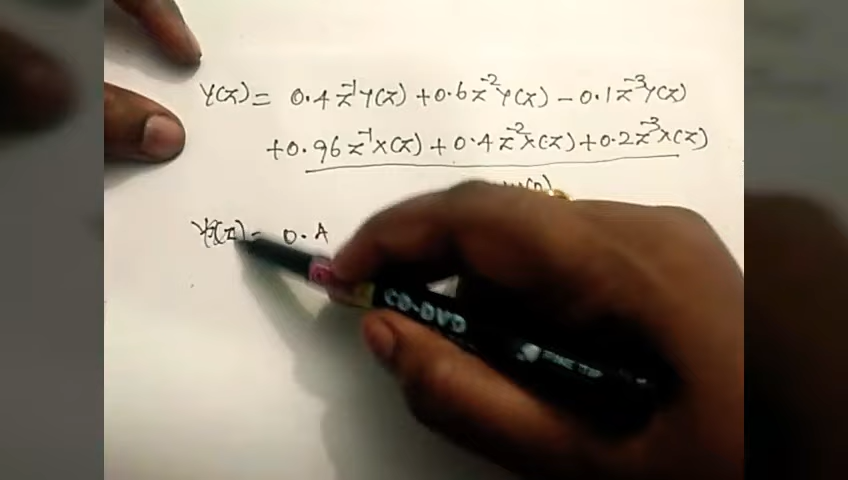 Y(z) = 0.4 z⁻¹Y(z) + 0.6 z⁻²Y(z) − 0.1 z⁻³Y(z)
+0.96 z⁻¹X(z) + 0.4 z⁻²X(z) + 0.2 z⁻³X(z)
0.4
CD-DVD